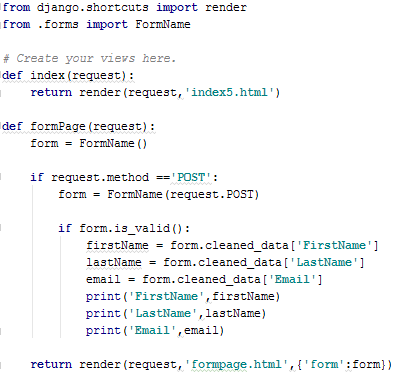 from django.shortcuts import render
from .forms import FormName
# Create your views here.
def index(request):
    return render(request,'index5.html')
def formPage(request):
    form = FormName()
    if request.method =='POST':
        form = FormName(request.POST)
        if form.is_valid():
            firstName = form.cleaned_data['FirstName']
            lastName = form.cleaned_data['LastName']
            email = form.cleaned_data['Email']
            print('FirstName',firstName)
            print('LastName',lastName)
            print('Email',email)
    return render(request,'formpage.html',{'form':form})